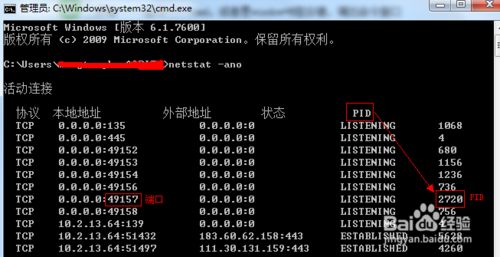 管理员: C:\Windows\system32\cmd.exe
Microsoft Windows [版本 6.1.7600]
版权所有 (c) 2009 Microsoft Corporation。保留所有权利。
C:\Users\ >netstat -ano
活动连接
协议 本地地址 外部地址 状态 PID
TCP 0.0.0.0:135 0.0.0.0:0 LISTENING 1068
TCP 0.0.0.0:445 0.0.0.0:0 LISTENING 4
TCP 0.0.0.0:49152 0.0.0.0:0 LISTENING 680
TCP 0.0.0.0:49153 0.0.0.0:0 LISTENING 1156
TCP 0.0.0.0:49154 0.0.0.0:0 LISTENING 1236
TCP 0.0.0.0:49156 0.0.0.0:0 LISTENING 736
TCP 0.0.0.0:49157 端口 0.0.0.0:0 LISTENING 2720 PID
TCP 0.0.0.0:49158 0.0.0.0:0 LISTENING 756
TCP 10.2.13.64:139 0.0.0.0:0 LISTENING 4
TCP 10.2.13.64:51432 183.60.62.158:443 ESTABLISHED 5628
TCP 10.2.13.64:51497 111.30.131.159:443 ESTABLISHED 4260
Baidu 经验
jingyan.baidu.com